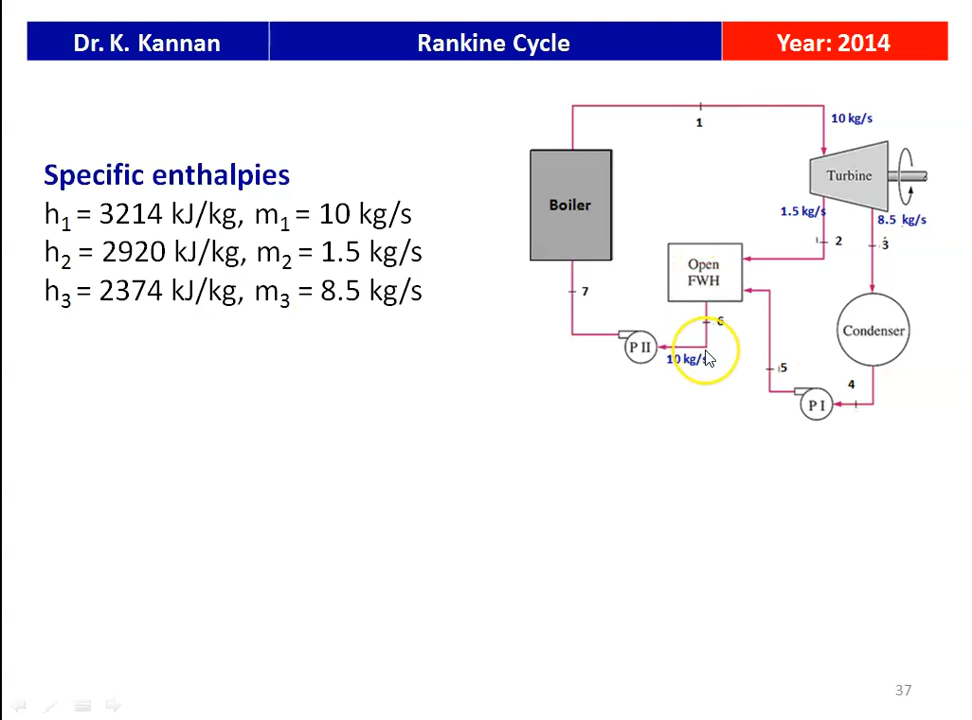 Dr. K. Kannan Rankine Cycle Year: 2014
Specific enthalpies
h1 = 3214 kJ/kg, m1 = 10 kg/s
h2 = 2920 kJ/kg, m2 = 1.5 kg/s
h3 = 2374 kJ/kg, m3 = 8.5 kg/s
1
10 kg/s
Turbine
Boiler
1.5 kg/s
8.5 kg/s
2
3
Open
FWH
7
6
Condenser
P II
10 kg/s
5
4
P I
37